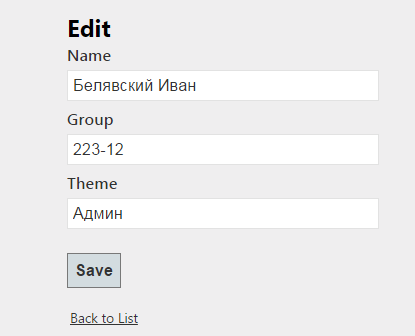 Edit
Name
Белявский Иван
Group
223-12
Theme
Админ
Save
Back to List